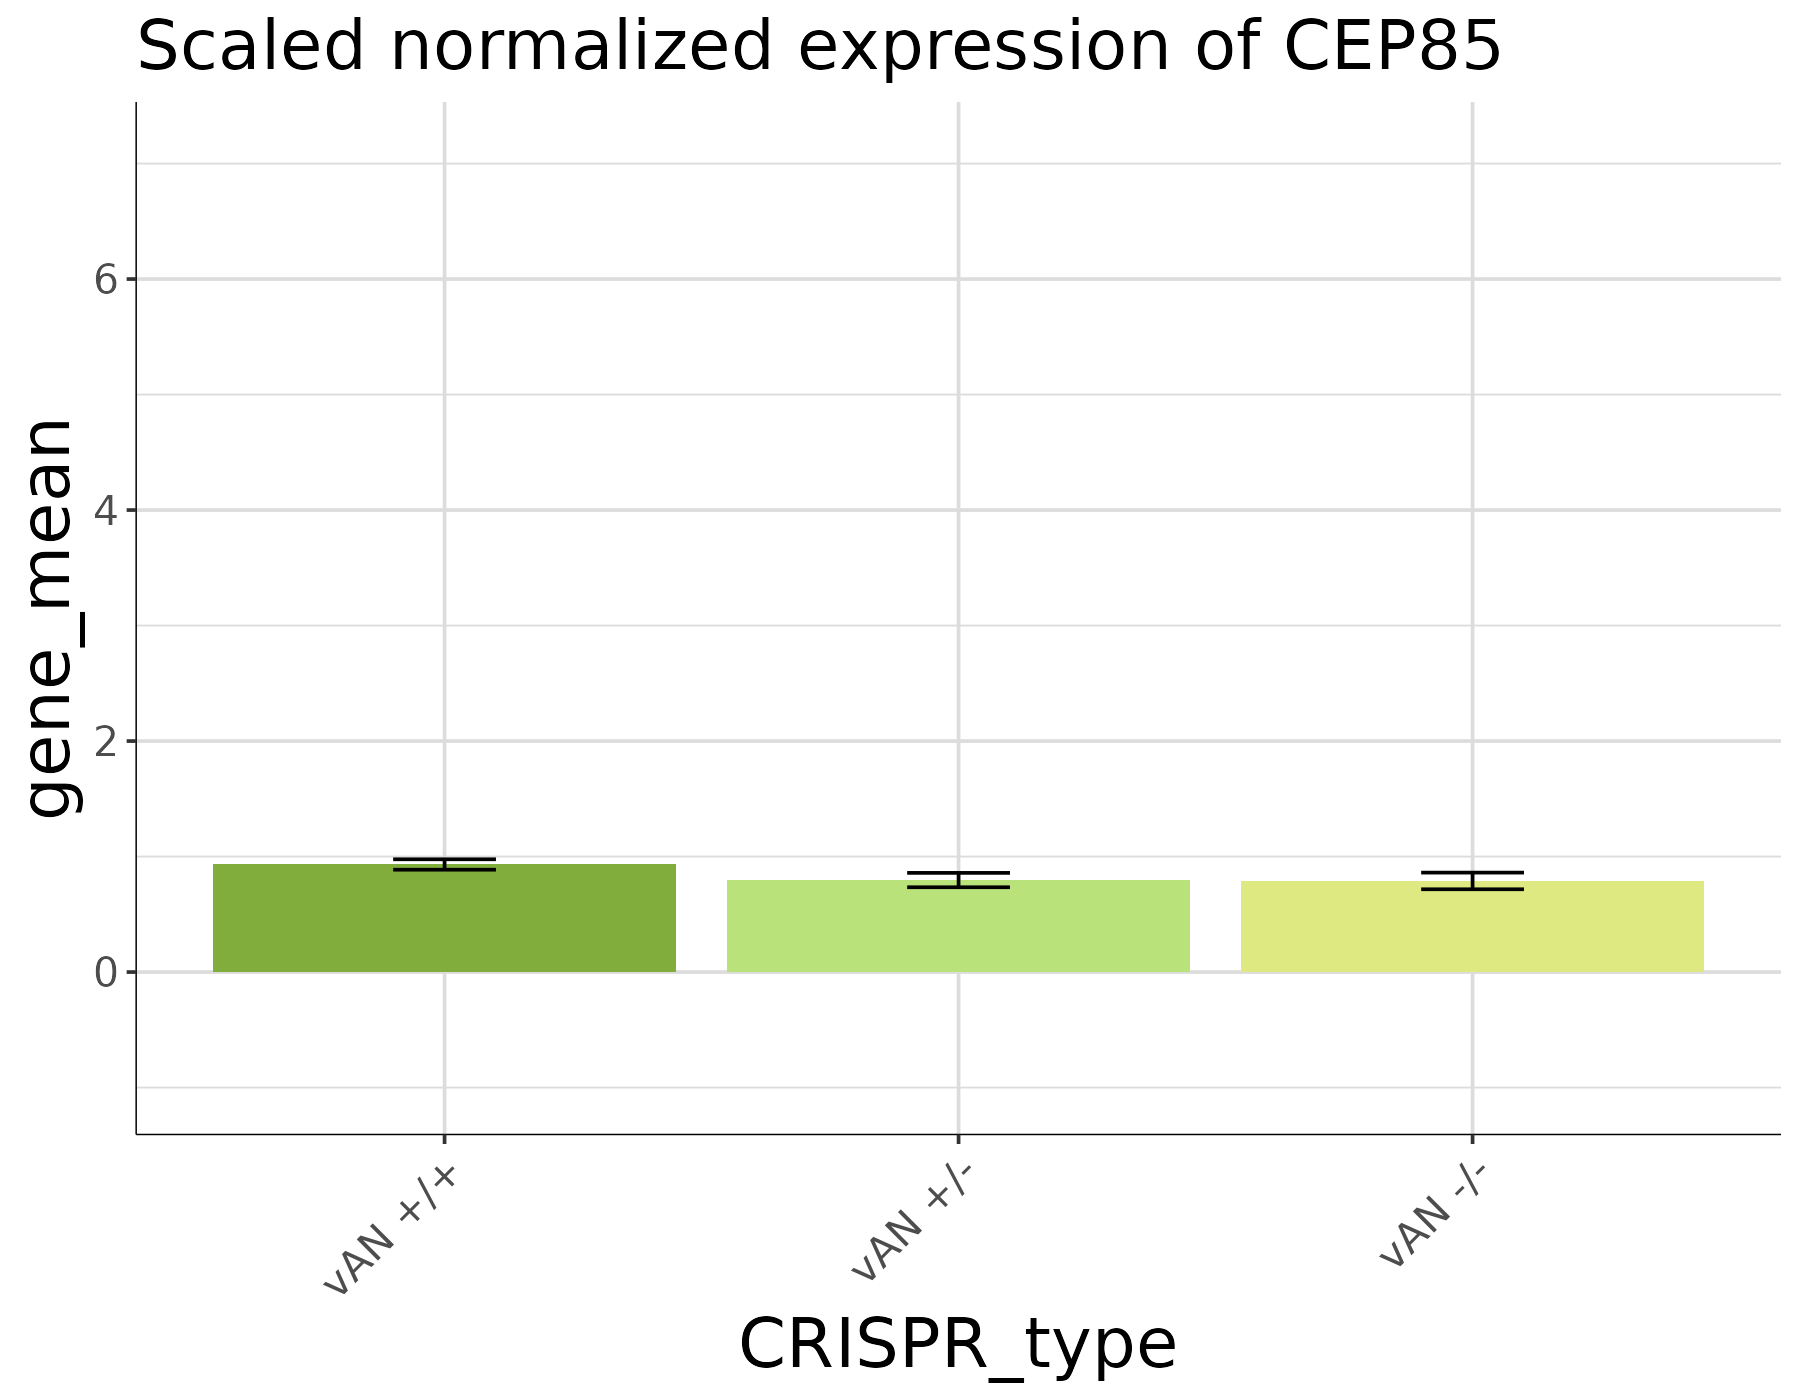 Scaled normalized expression of CEP85
gene_mean
6
4
2
0
vAN +/+
vAN +/-
vAN -/-
CRISPR_type